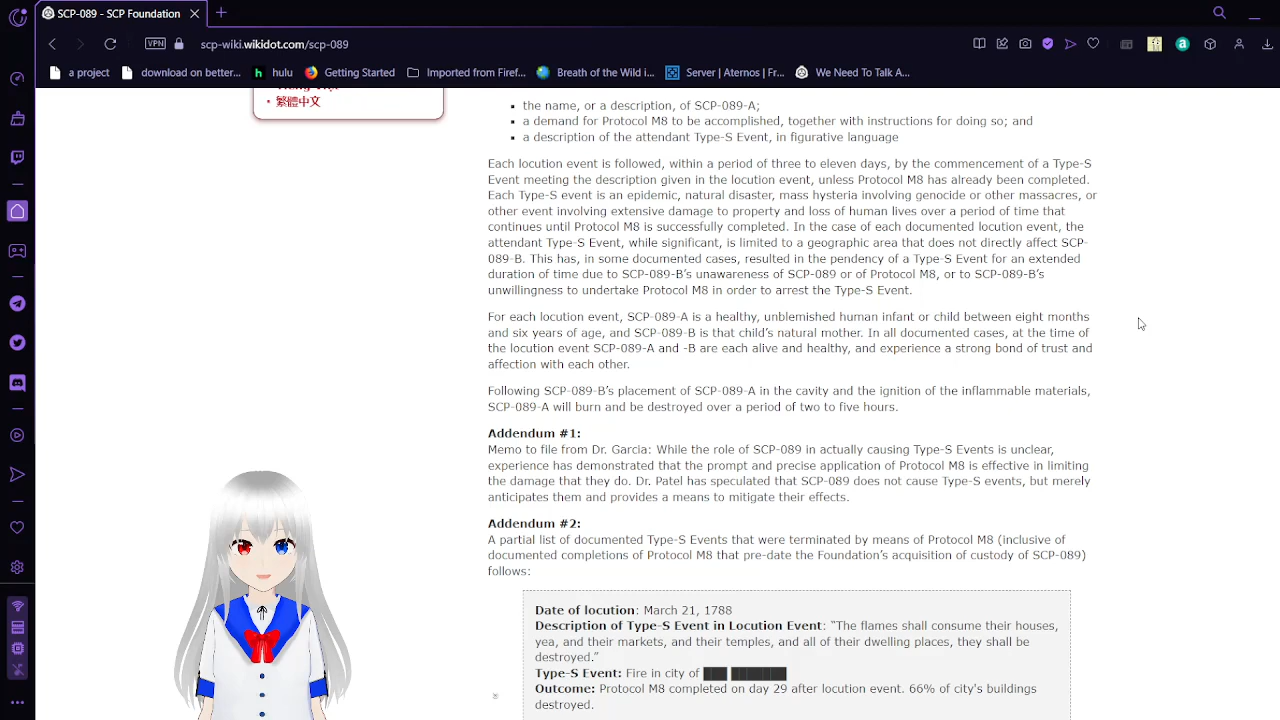 SCP-089 - SCP Foundation
VPN
scp-wiki.wikidot.com/scp-089
a project
download on better...
hulu
Getting Started
Imported from Firef...
Breath of the Wild i...
Server | Aternos | Fr...
We Need To Talk A...
繁體中文
the name, or a description, of SCP-089-A;
a demand for Protocol M8 to be accomplished, together with instructions for doing so; and
a description of the attendant Type-S Event, in figurative language
Each locution event is followed, within a period of three to eleven days, by the commencement of a Type-S
Event meeting the description given in the locution event, unless Protocol M8 has already been completed.
Each Type-S event is an epidemic, natural disaster, mass hysteria involving genocide or other massacres, or
other event involving extensive damage to property and loss of human lives over a period of time that
continues until Protocol M8 is successfully completed. In the case of each documented locution event, the
attendant Type-S Event, while significant, is limited to a geographic area that does not directly affect SCP-
089-B. This has, in some documented cases, resulted in the pendency of a Type-S Event for an extended
duration of time due to SCP-089-B’s unawareness of SCP-089 or of Protocol M8, or to SCP-089-B’s
unwillingness to undertake Protocol M8 in order to arrest the Type-S Event.
For each locution event, SCP-089-A is a healthy, unblemished human infant or child between eight months
and six years of age, and SCP-089-B is that child’s natural mother. In all documented cases, at the time of
the locution event SCP-089-A and -B are each alive and healthy, and experience a strong bond of trust and
affection with each other.
Following SCP-089-B’s placement of SCP-089-A in the cavity and the ignition of the inflammable materials,
SCP-089-A will burn and be destroyed over a period of two to five hours.
Addendum #1:
Memo to file from Dr. Garcia: While the role of SCP-089 in actually causing Type-S Events is unclear,
experience has demonstrated that the prompt and precise application of Protocol M8 is effective in limiting
the damage that they do. Dr. Patel has speculated that SCP-089 does not cause Type-S events, but merely
anticipates them and provides a means to mitigate their effects.
Addendum #2:
A partial list of documented Type-S Events that were terminated by means of Protocol M8 (inclusive of
documented completions of Protocol M8 that pre-date the Foundation’s acquisition of custody of SCP-089)
follows:
Date of locution: March 21, 1788
Description of Type-S Event in Locution Event: “The flames shall consume their houses,
yea, and their markets, and their temples, and all of their dwelling places, they shall be
destroyed.”
Type-S Event: Fire in city of ███ ███████
Outcome: Protocol M8 completed on day 29 after locution event. 66% of city's buildings
destroyed.